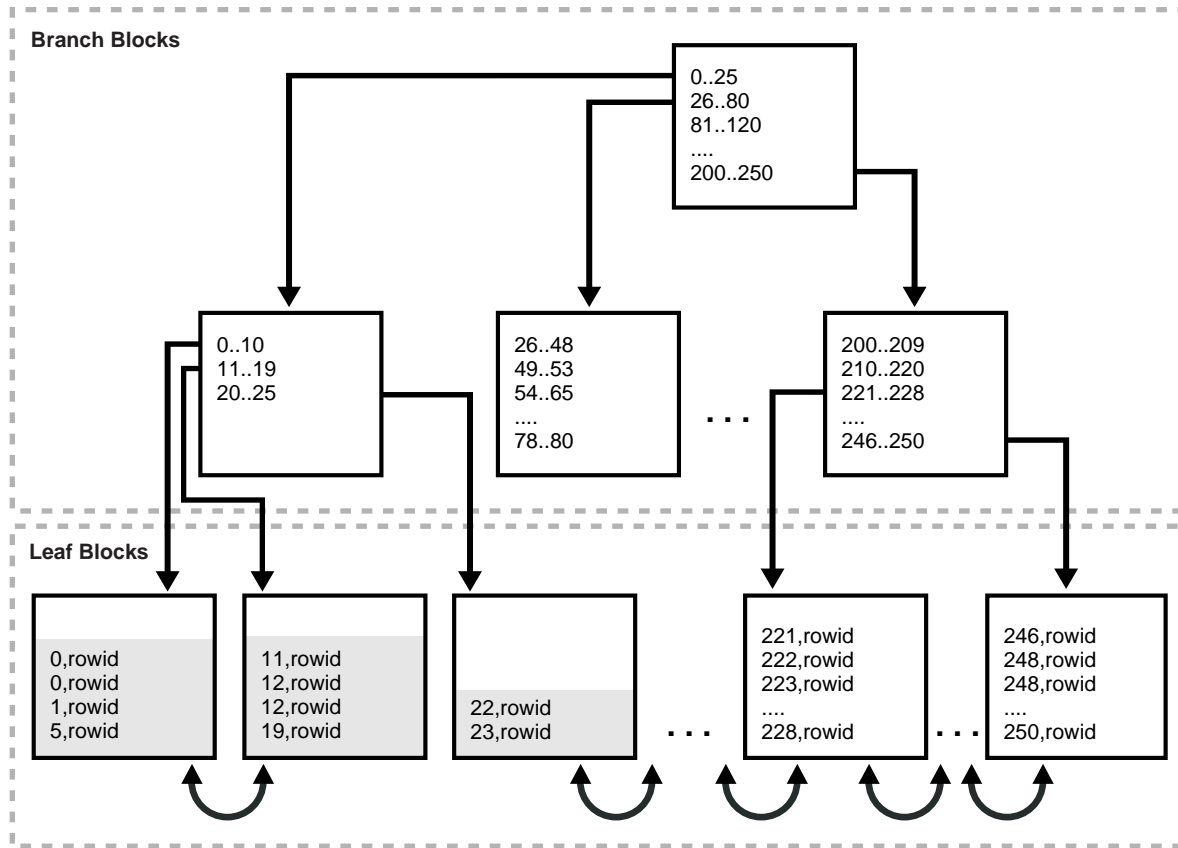 Branch Blocks
0..25
26..80
81..120
....
200..250
0..10
11..19
20..25
26..48
49..53
54..65
....
78..80
. . .
200..209
210..220
221..228
....
246..250
Leaf Blocks
0,rowid
0,rowid
1,rowid
5,rowid
11,rowid
12,rowid
12,rowid
19,rowid
22,rowid
23,rowid
. . .
221,rowid
222,rowid
223,rowid
....
228,rowid
. . .
246,rowid
248,rowid
248,rowid
....
250,rowid